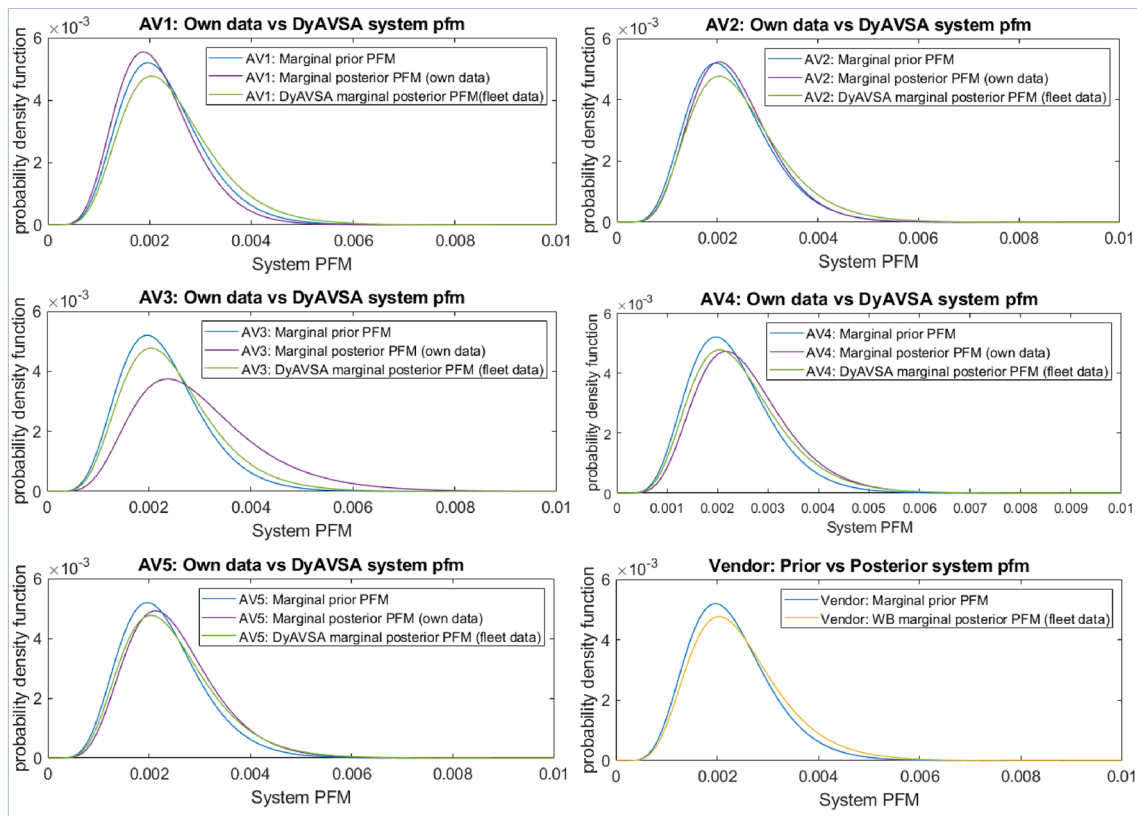 AV1: Own data vs DyAVSA system pfm
×10⁻³
probability density function
6
4
2
0
AV1: Marginal prior PFM
AV1: Marginal posterior PFM (own data)
AV1: DyAVSA marginal posterior PFM(fleet data)
0 0.002 0.004 0.006 0.008 0.01
System PFM
AV2: Own data vs DyAVSA system pfm
×10⁻³
probability density function
6
4
2
0
AV2: Marginal prior PFM
AV2: Marginal posterior PFM (own data)
AV2: DyAVSA marginal posterior PFM (fleet data)
0 0.002 0.004 0.006 0.008 0.01
System PFM
AV3: Own data vs DyAVSA system pfm
×10⁻³
probability density function
6
4
2
0
AV3: Marginal prior PFM
AV3: Marginal posterior PFM (own data)
AV3: DyAVSA marginal posterior PFM (fleet data)
0 0.002 0.004 0.006 0.008 0.01
System PFM
AV4: Own data vs DyAVSA system pfm
×10⁻³
probability density function
6
4
2
0
AV4: Marginal prior PFM
AV4: Marginal posterior PFM (own data)
AV4: DyAVSA marginal posterior PFM (fleet data)
0 0.001 0.002 0.003 0.004 0.005 0.006 0.007 0.008 0.009 0.01
System PFM
AV5: Own data vs DyAVSA system pfm
×10⁻³
probability density function
6
4
2
0
AV5: Marginal prior PFM
AV5: Marginal posterior PFM (own data)
AV5: DyAVSA marginal posterior PFM (fleet data)
0 0.002 0.004 0.006 0.008 0.01
System PFM
Vendor: Prior vs Posterior system pfm
×10⁻³
probability density function
6
4
2
0
Vendor: Marginal prior PFM
Vendor: WB marginal posterior PFM (fleet data)
0 0.002 0.004 0.006 0.008 0.01
System PFM